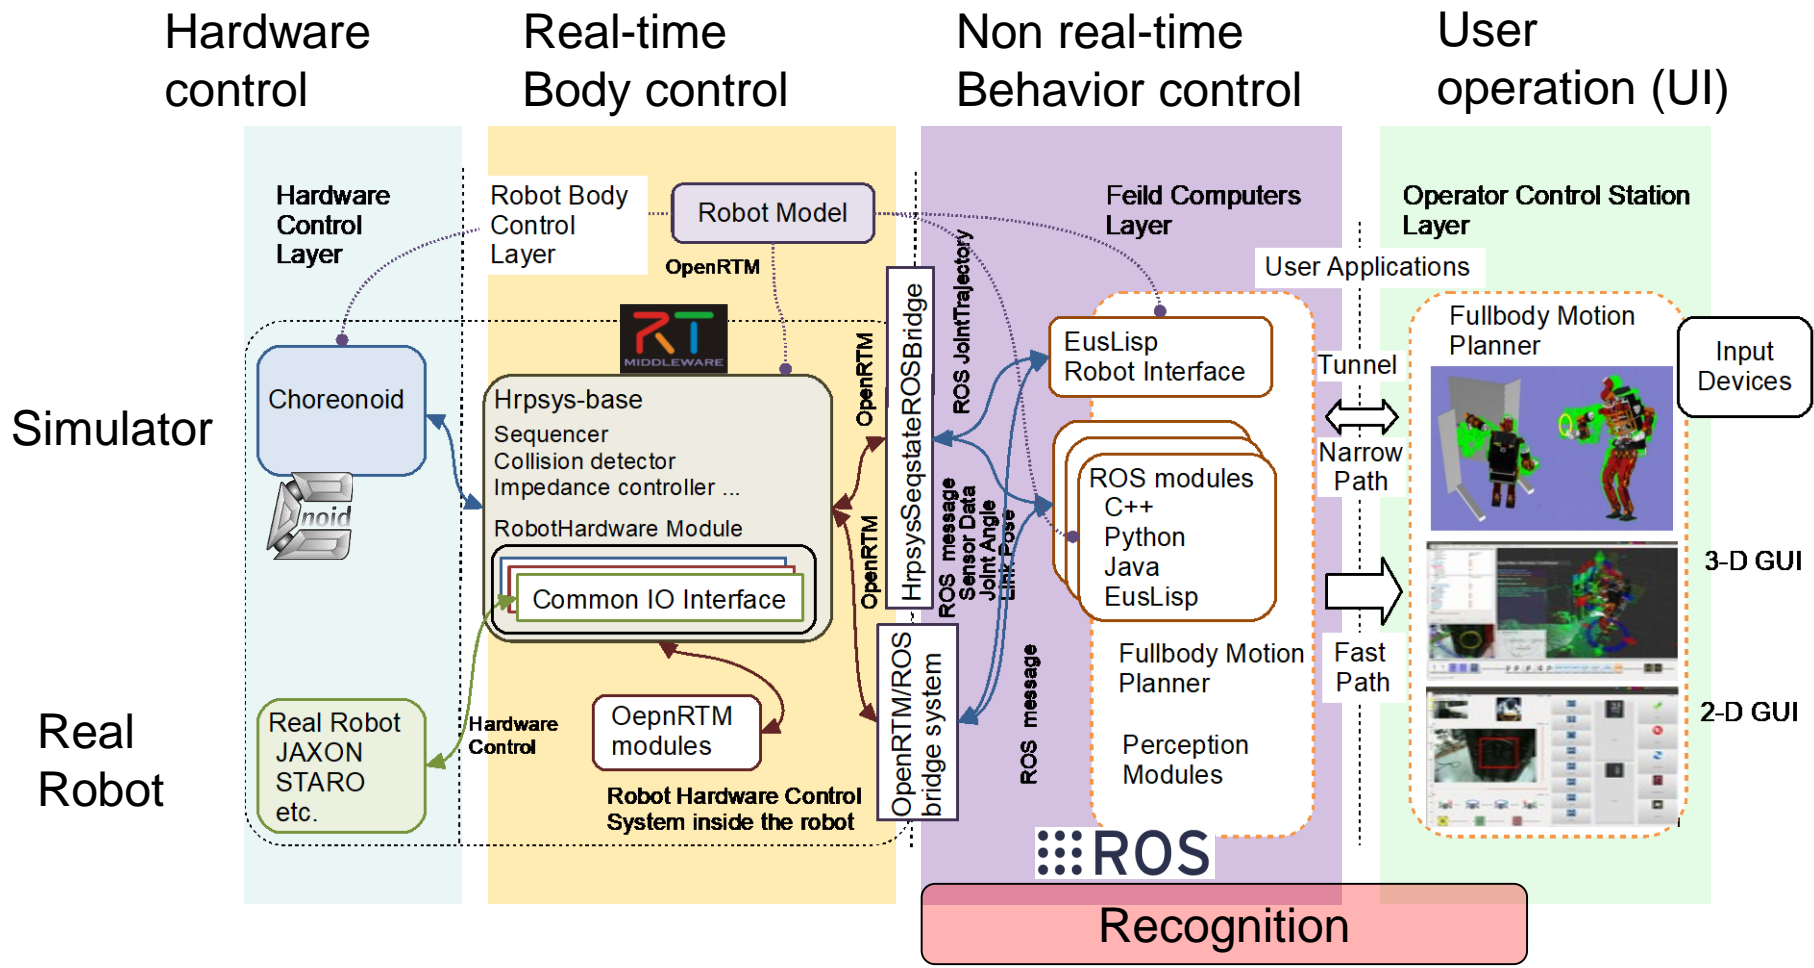 Hardware
control
Real-time
Body control
Non real-time
Behavior control
User
operation (UI)
Hardware
Control
Layer
Robot Body
Control
Layer
Robot Model
OpenRTM
Feild Computers
Layer
Operator Control Station
Layer
User Applications
Simulator
Choreonoid
noid
RT
MIDDLEWARE
Hrpsys-base
Sequencer
Collision detector
Impedance controller ...
RobotHardware Module
Common IO Interface
OpenRTM
OpenRTM
HrpsysSeqstateROSBridge
ROS JointTrajectory
ROS message
Sensor Data
Joint Angle
Link Pose
EusLisp
Robot Interface
ROS modules
C++
Python
Java
EusLisp
Fullbody Motion
Planner
Perception
Modules
Tunnel
Narrow
Path
Fast
Path
Fullbody Motion
Planner
Input
Devices
3-D GUI
2-D GUI
Real
Robot
Real Robot
JAXON
STARO
etc.
Hardware
Control
OepnRTM
modules
Robot Hardware Control
System inside the robot
OpenRTM/ROS
bridge system
ROS message
ROS
Recognition